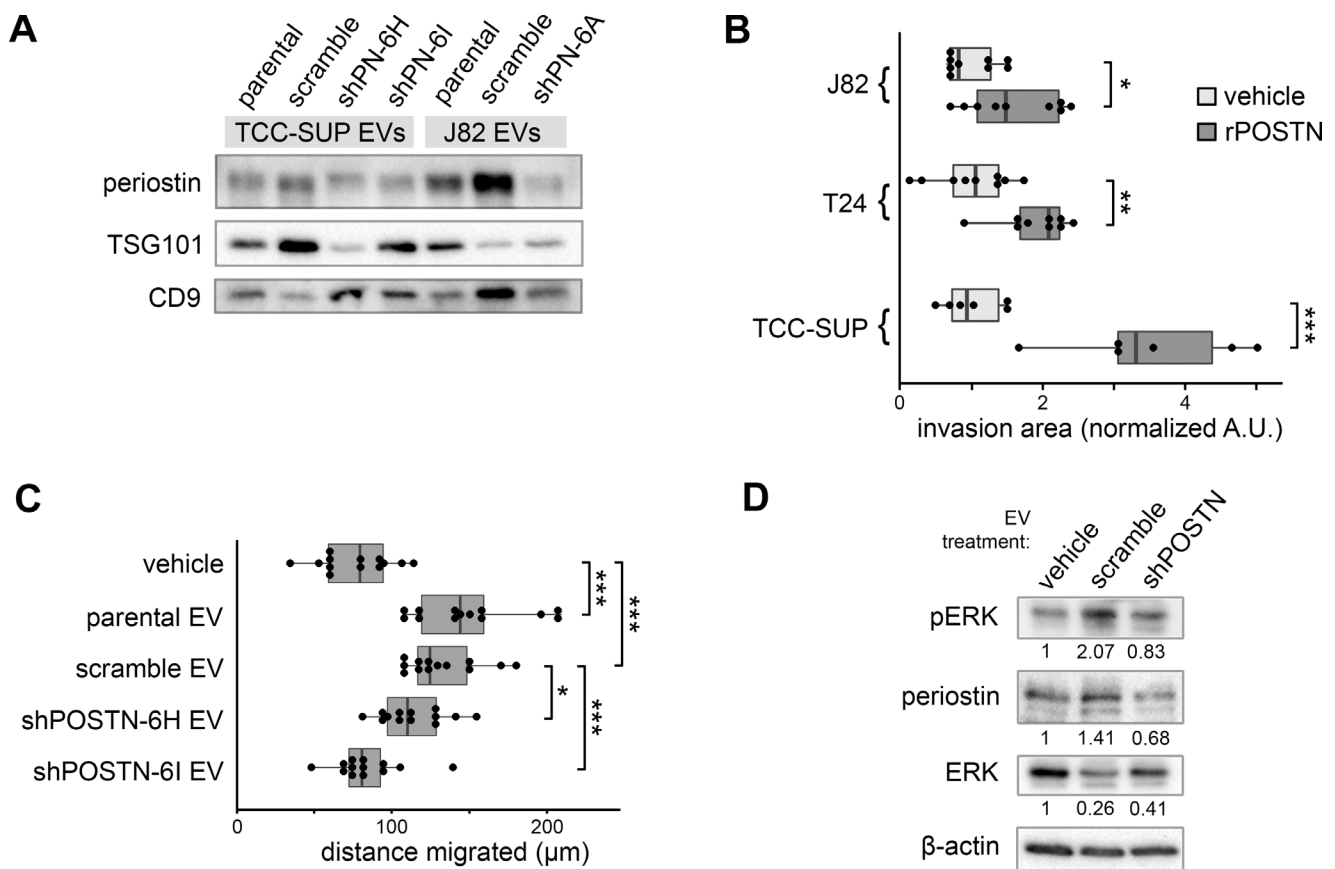 A
parental
scramble
shPN-6H
shPN-6I
parental
scramble
shPN-6A
TCC-SUP EVs
J82 EVs
periostin
TSG101
CD9
B
J82 {
*
vehicle
rPOSTN
T24 {
**
TCC-SUP {
***
0 2 4
invasion area (normalized A.U.)
C
vehicle
parental EV
scramble EV
shPOSTN-6H EV
shPOSTN-6I EV
***
***
*
***
0 100 200
distance migrated (µm)
D
EV
treatment:
vehicle
scramble
shPOSTN
pERK
1 2.07 0.83
periostin
1 1.41 0.68
ERK
1 0.26 0.41
β-actin